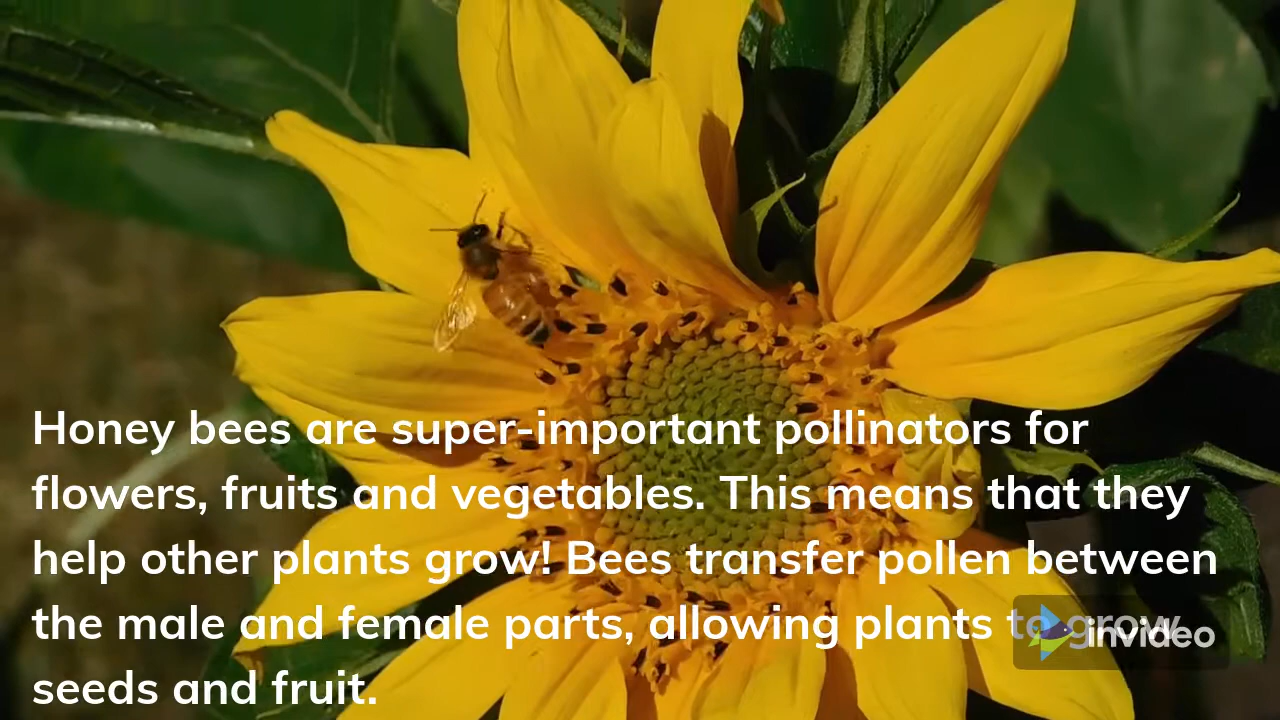 Honey bees are super-important pollinators for
flowers, fruits and vegetables. This means that they
help other plants grow! Bees transfer pollen between
the male and female parts, allowing plants to grow
seeds and fruit.
invideo